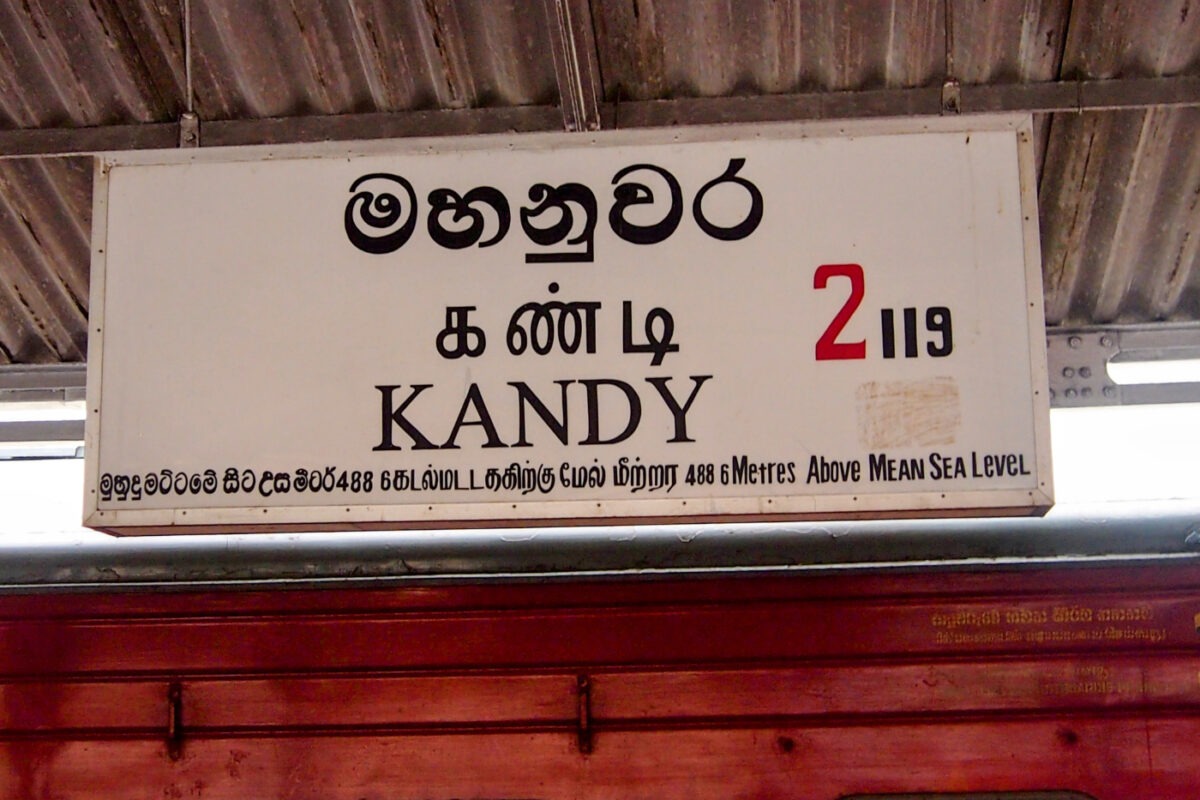 මහනුවර
கண்டி
2 119
KANDY
මුහුදු මට්ටමේ සිට උස මීටර් 488 6 கடல்மட்டததிற்கு மேல் மீற்றர 488 6 Metres Above MEAN SEA Level